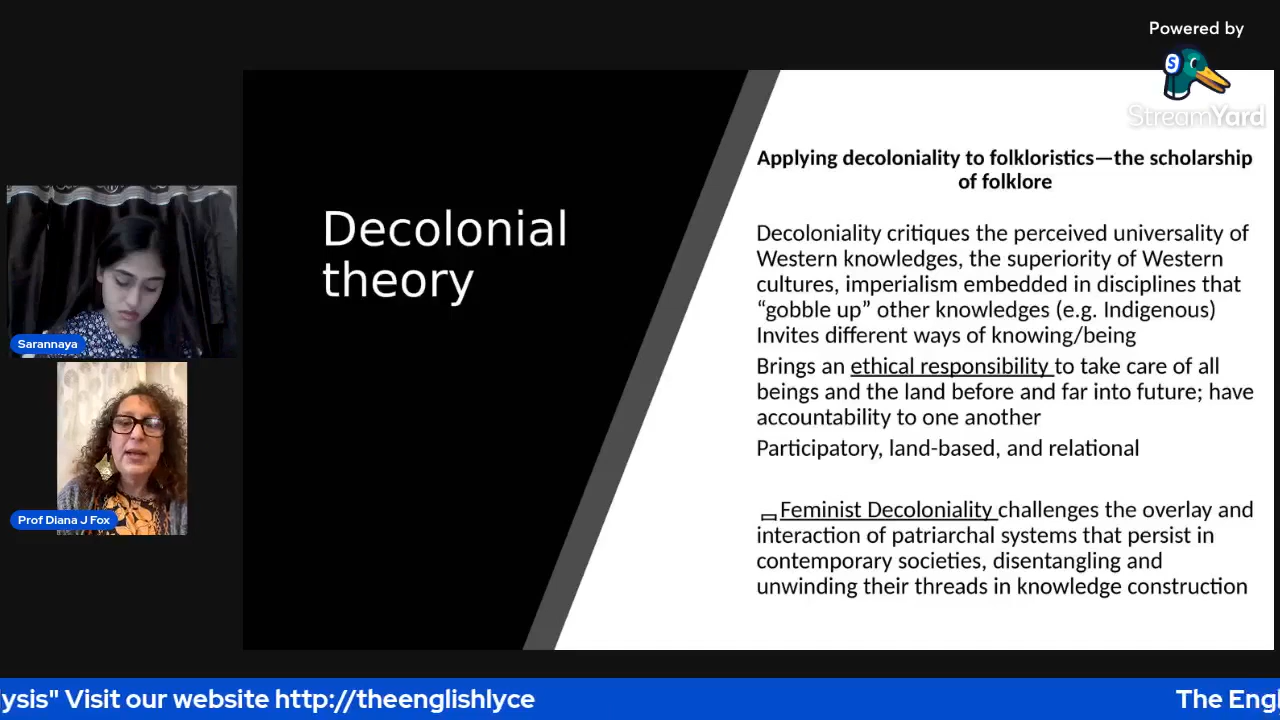 Powered by
StreamYard
Decolonial
theory
Applying decoloniality to folkloristics—the scholarship
of folklore
Decoloniality critiques the perceived universality of
Western knowledges, the superiority of Western
cultures, imperialism embedded in disciplines that
“gobble up” other knowledges (e.g. Indigenous)
Invites different ways of knowing/being
Brings an ethical responsibility to take care of all
beings and the land before and far into future; have
accountability to one another
Participatory, land-based, and relational
Feminist Decoloniality challenges the overlay and
interaction of patriarchal systems that persist in
contemporary societies, disentangling and
unwinding their threads in knowledge construction
Sarannaya
Prof Diana J Fox
lysis" Visit our website http://theenglishlyce
The Engl